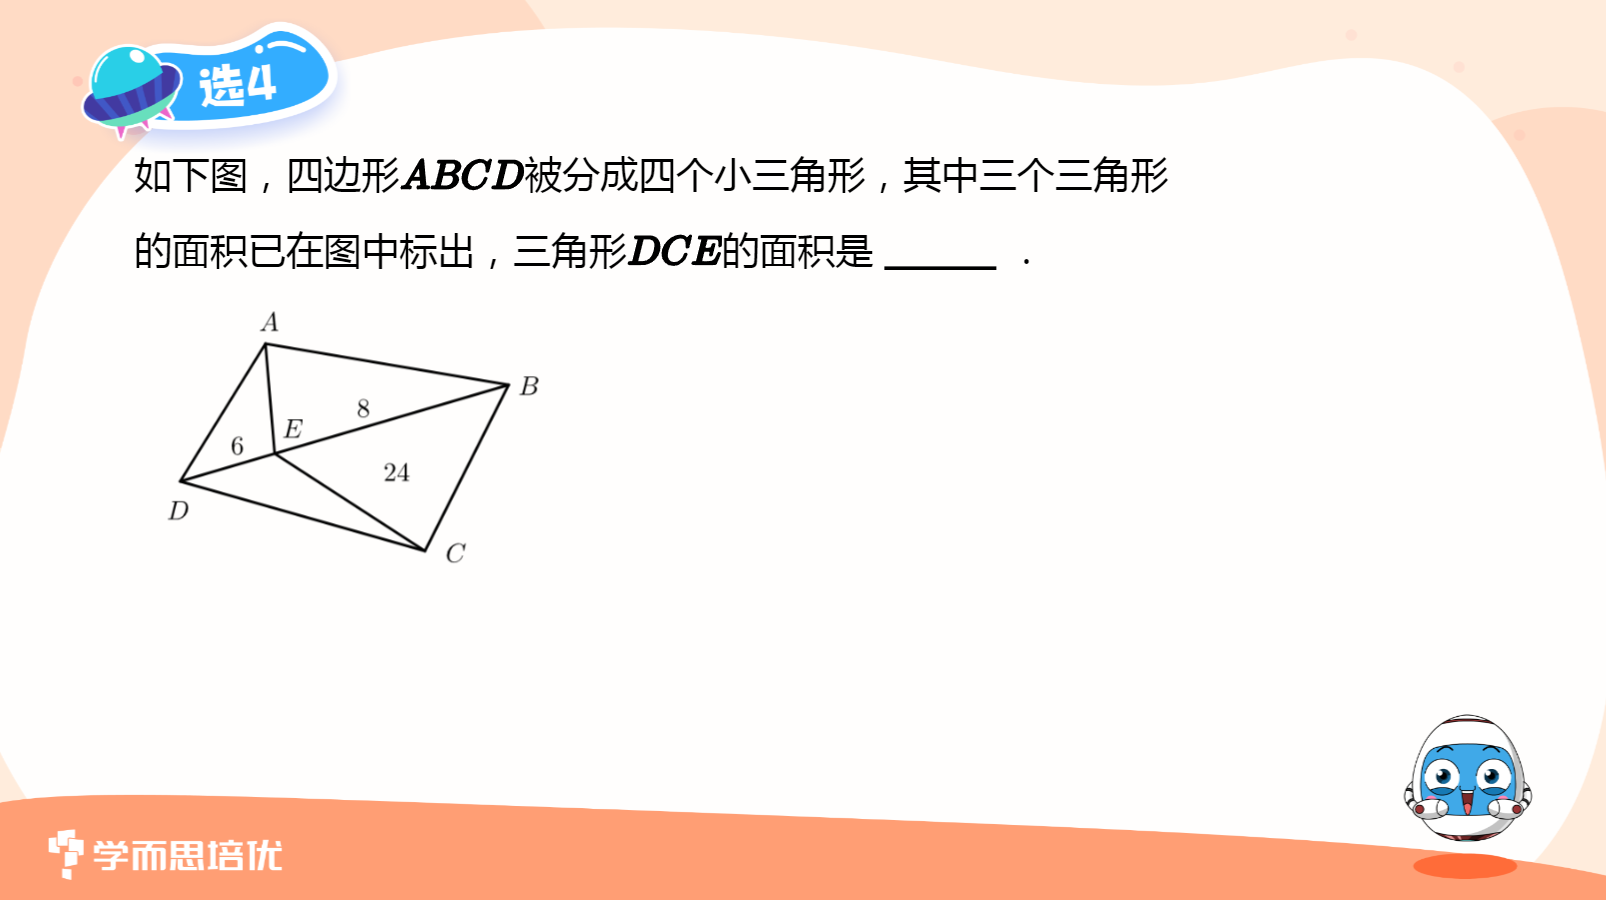 选4
如下图，四边形ABCD被分成四个小三角形，其中三个三角形
的面积已在图中标出，三角形DCE的面积是 ______ .
A
B
8
E
6
24
D
C
学而思培优